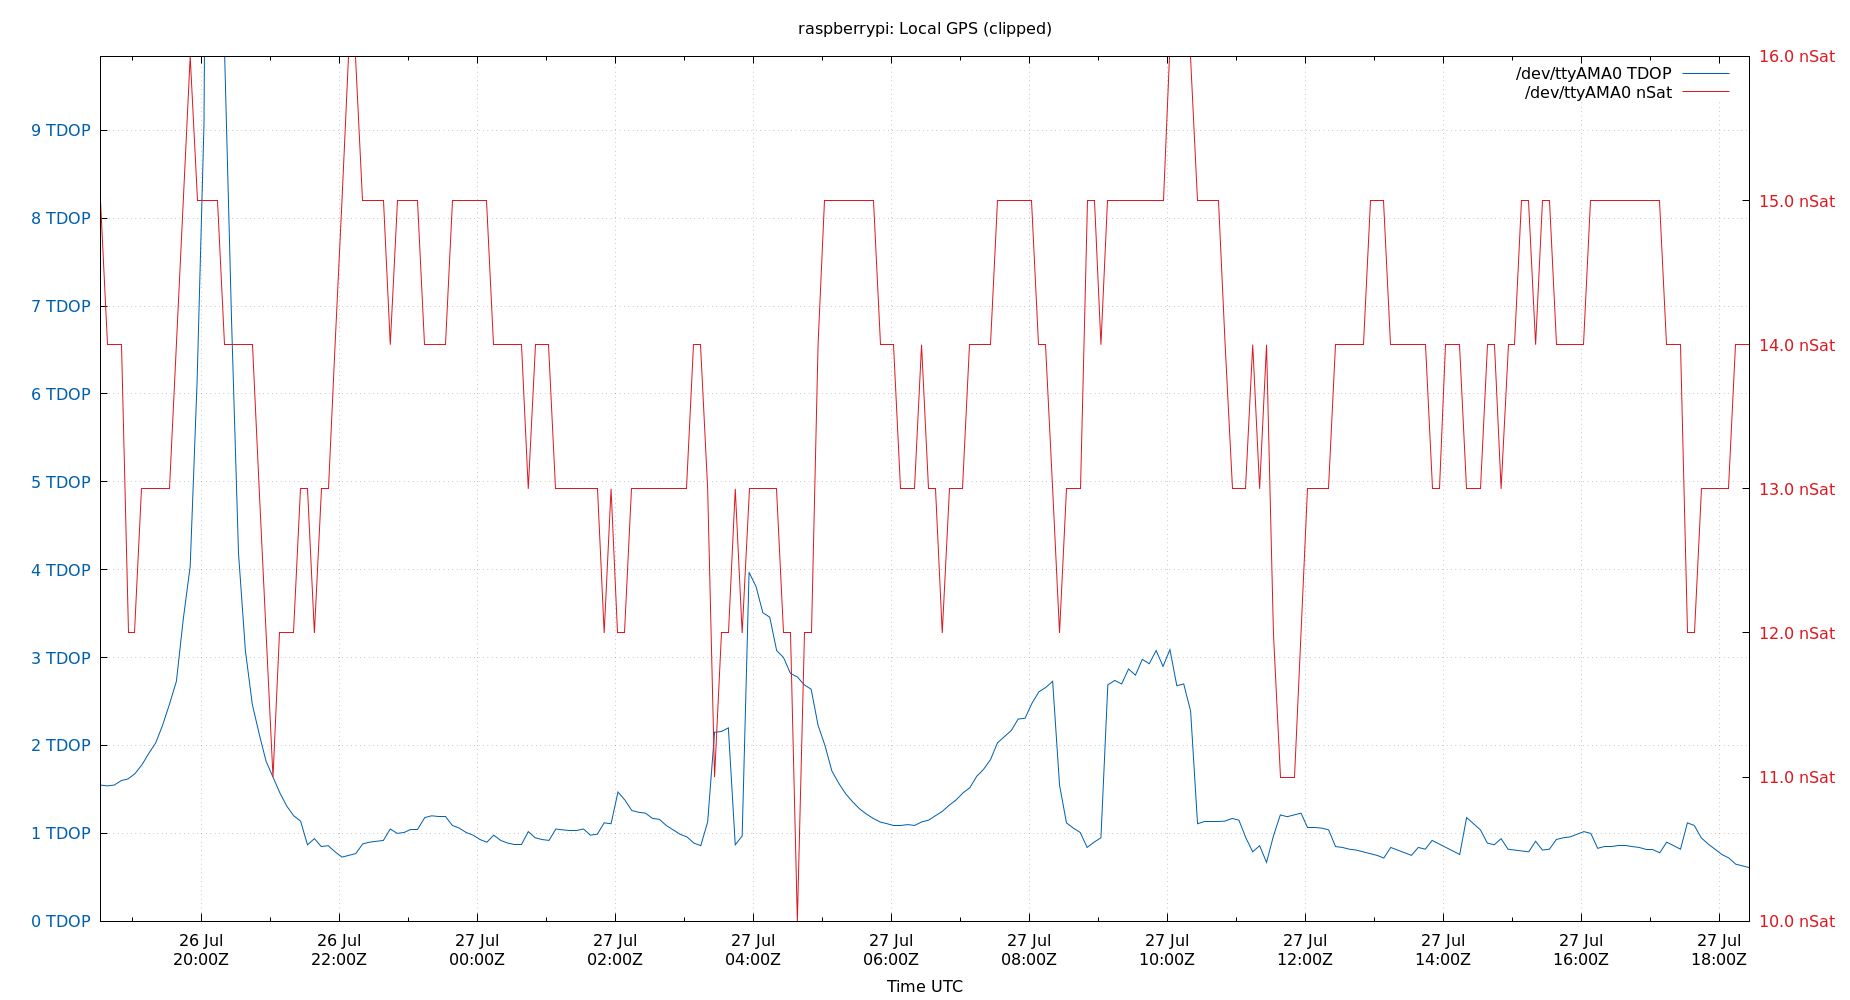 raspberrypi: Local GPS (clipped)
16.0 nSat
/dev/ttyAMA0 TDOP
/dev/ttyAMA0 nSat
9 TDOP
15.0 nSat
8 TDOP
7 TDOP
14.0 nSat
6 TDOP
5 TDOP
13.0 nSat
4 TDOP
12.0 nSat
3 TDOP
11.0 nSat
2 TDOP
1 TDOP
0 TDOP
10.0 nSat
26 Jul 26 Jul 27 Jul 27 Jul 27 Jul 27 Jul 27 Jul 27 Jul 27 Jul 27 Jul 27 Jul 27 Jul
20:00Z 22:00Z 00:00Z 02:00Z 04:00Z 06:00Z 08:00Z 10:00Z 12:00Z 14:00Z 16:00Z 18:00Z
Time UTC